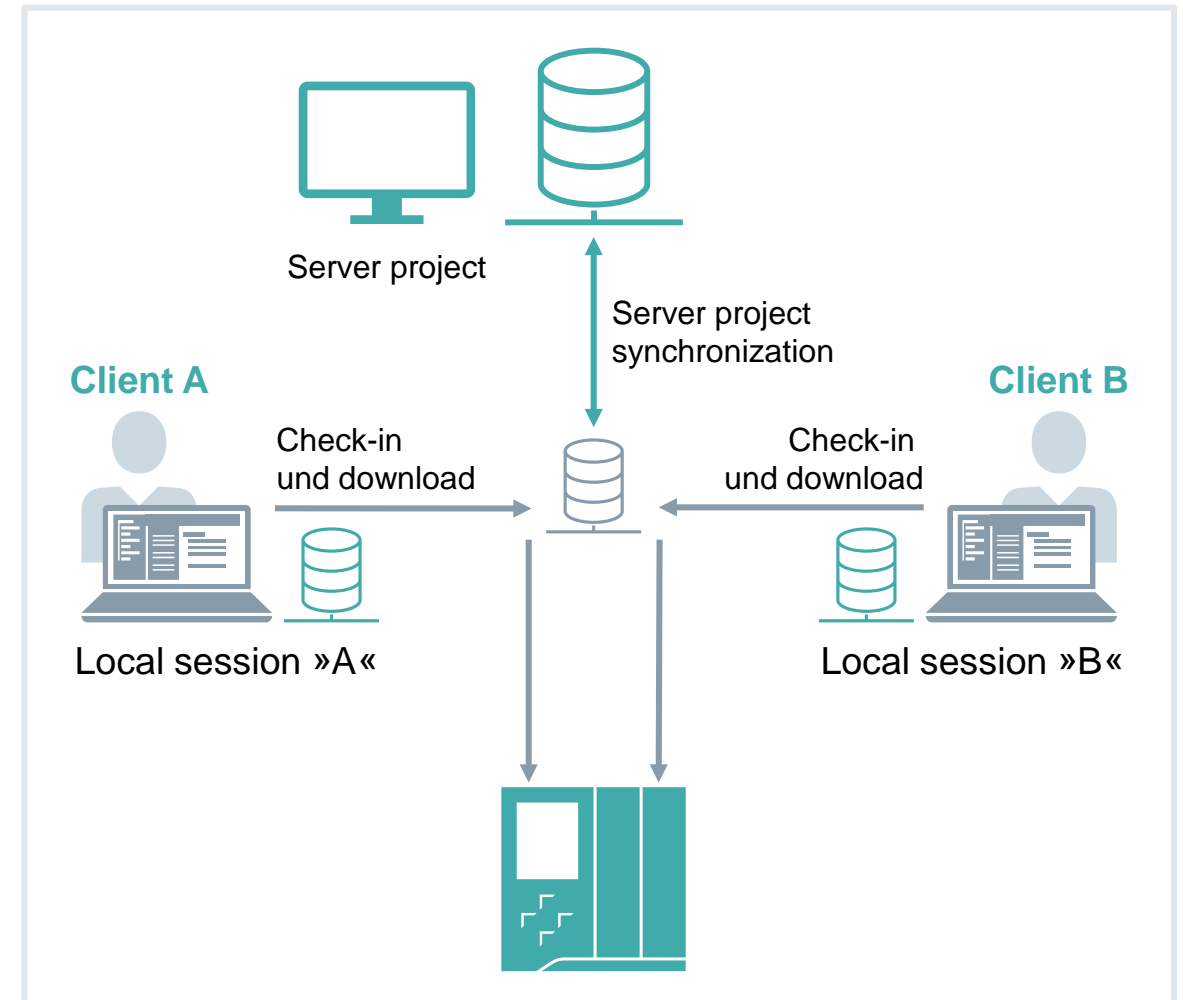 Server project
Server project
synchronization
Client A
Client B
Check-in
und download
Check-in
und download
Local session »A«
Local session »B«